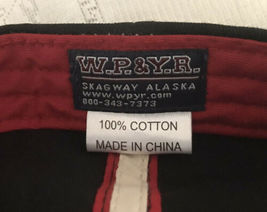 W.P.&Y.R.
SKAGWAY ALASKA
www.wpyr.com
800-343-7373
100% COTTON
MADE IN CHINA